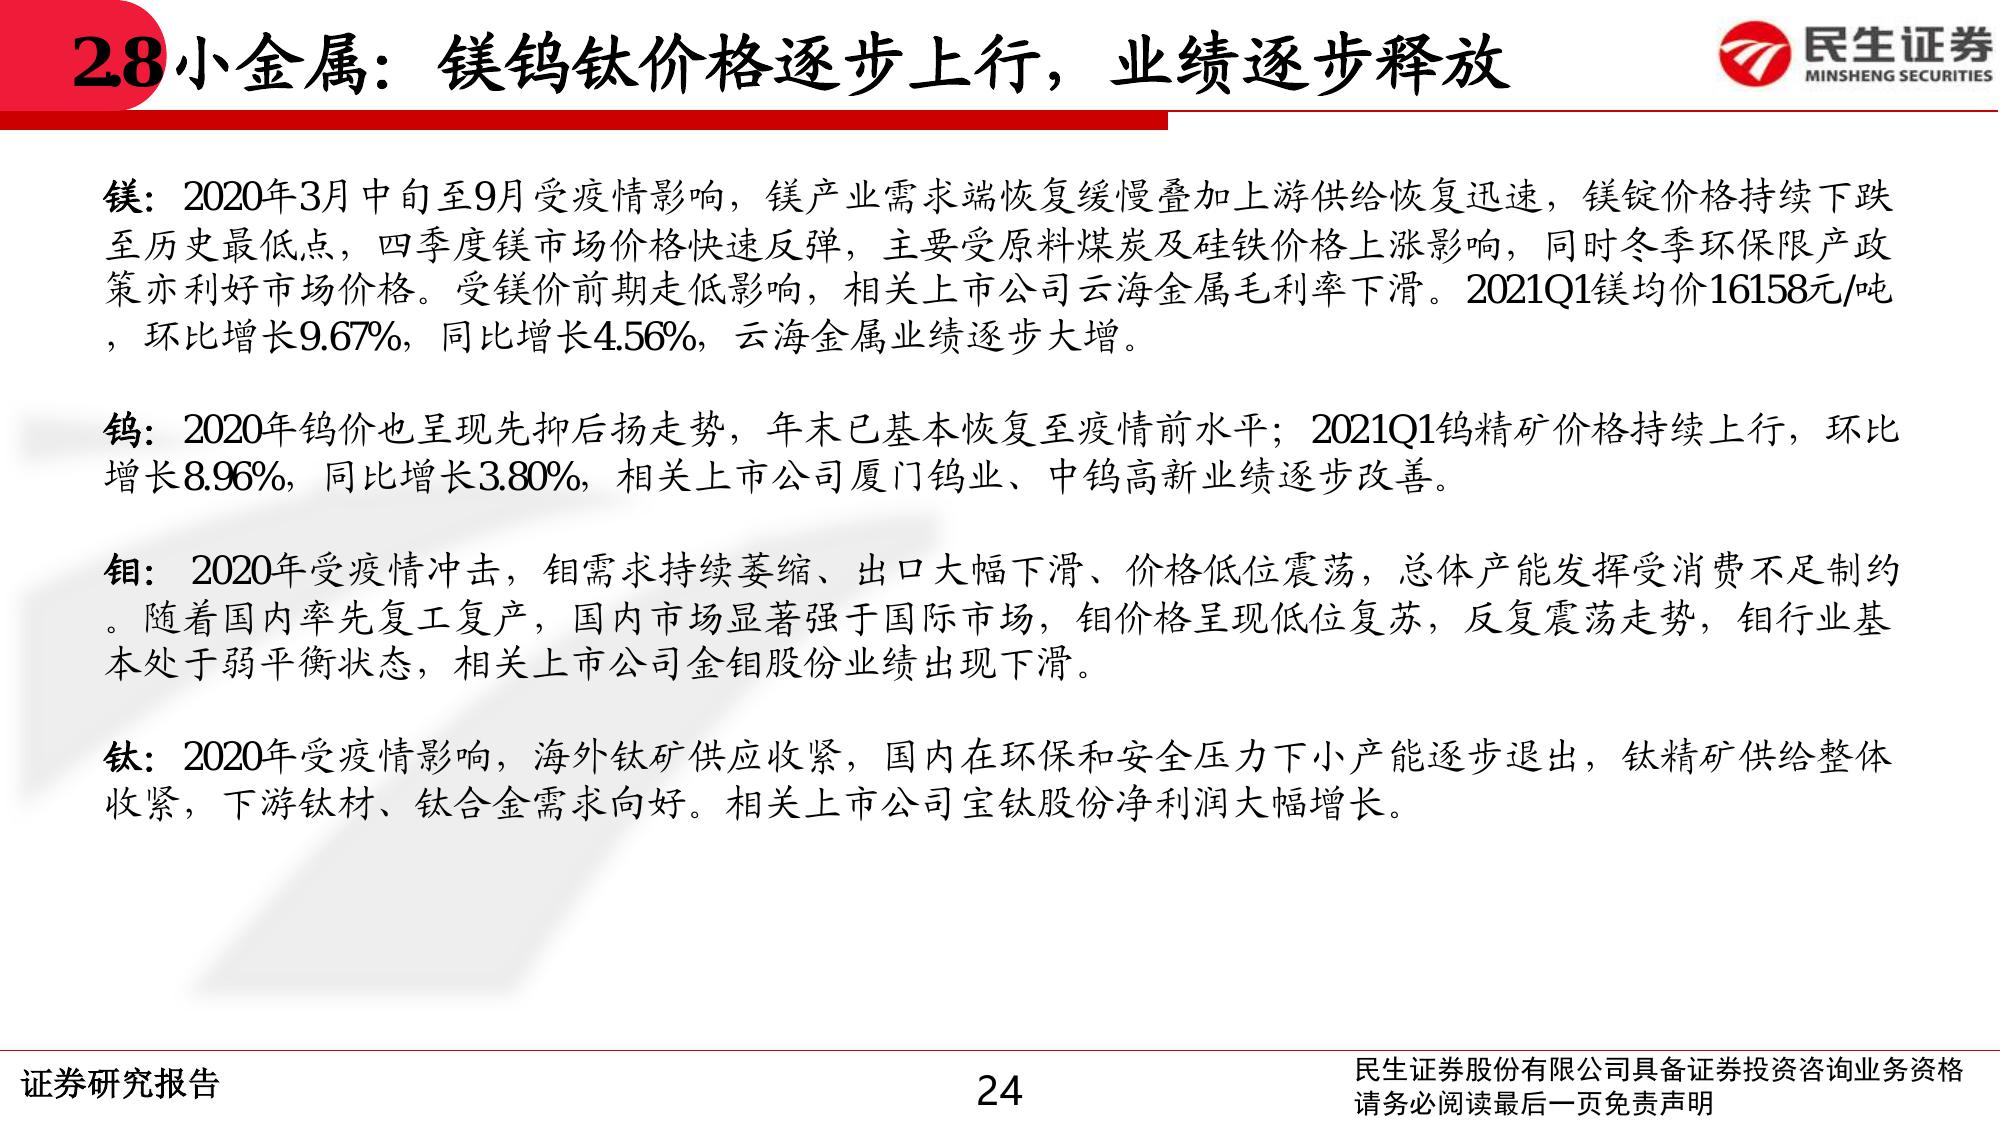 2.8小金属：镁钨钛价格逐步上行，业绩逐步释放
民生证券
MINSHENG SECURITIES
镁：2020年3月中旬至9月受疫情影响，镁产业需求端恢复缓慢叠加上游供给恢复迅速，镁锭价格持续下跌
至历史最低点，四季度镁市场价格快速反弹，主要受原料煤炭及硅铁价格上涨影响，同时冬季环保限产政
策亦利好市场价格。受镁价前期走低影响，相关上市公司云海金属毛利率下滑。2021Q1镁均价16158元/吨
，环比增长9.67%，同比增长4.56%，云海金属业绩逐步大增。
钨：2020年钨价也呈现先抑后扬走势，年末已基本恢复至疫情前水平；2021Q1钨精矿价格持续上行，环比
增长8.96%，同比增长3.80%，相关上市公司厦门钨业、中钨高新业绩逐步改善。
钼： 2020年受疫情冲击，钼需求持续萎缩、出口大幅下滑、价格低位震荡，总体产能发挥受消费不足制约
。随着国内率先复工复产，国内市场显著强于国际市场，钼价格呈现低位复苏，反复震荡走势，钼行业基
本处于弱平衡状态，相关上市公司金钼股份业绩出现下滑。
钛：2020年受疫情影响，海外钛矿供应收紧，国内在环保和安全压力下小产能逐步退出，钛精矿供给整体
收紧，下游钛材、钛合金需求向好。相关上市公司宝钛股份净利润大幅增长。
证券研究报告
24
民生证券股份有限公司具备证券投资咨询业务资格
请务必阅读最后一页免责声明